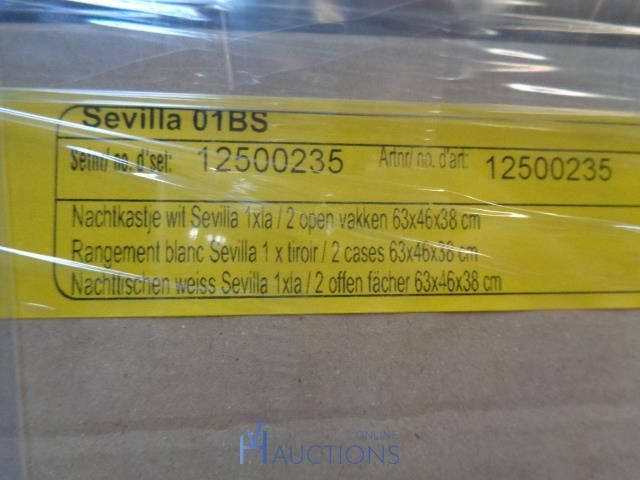 Sevilla 01BS
Setnr/ no. d'set: 12500235 Artnr/ no. d'art: 12500235
Nachtkastje wit Sevilla 1xla / 2 open vakken 63x46x38 cm
Rangement blanc Sevilla 1 x tiroir / 2 cases 63x46x38 cm
Nachttischen weiss Sevilla 1xla / 2 offen fächer 63x46x38 cm
ONLINE
HAUCTIONS